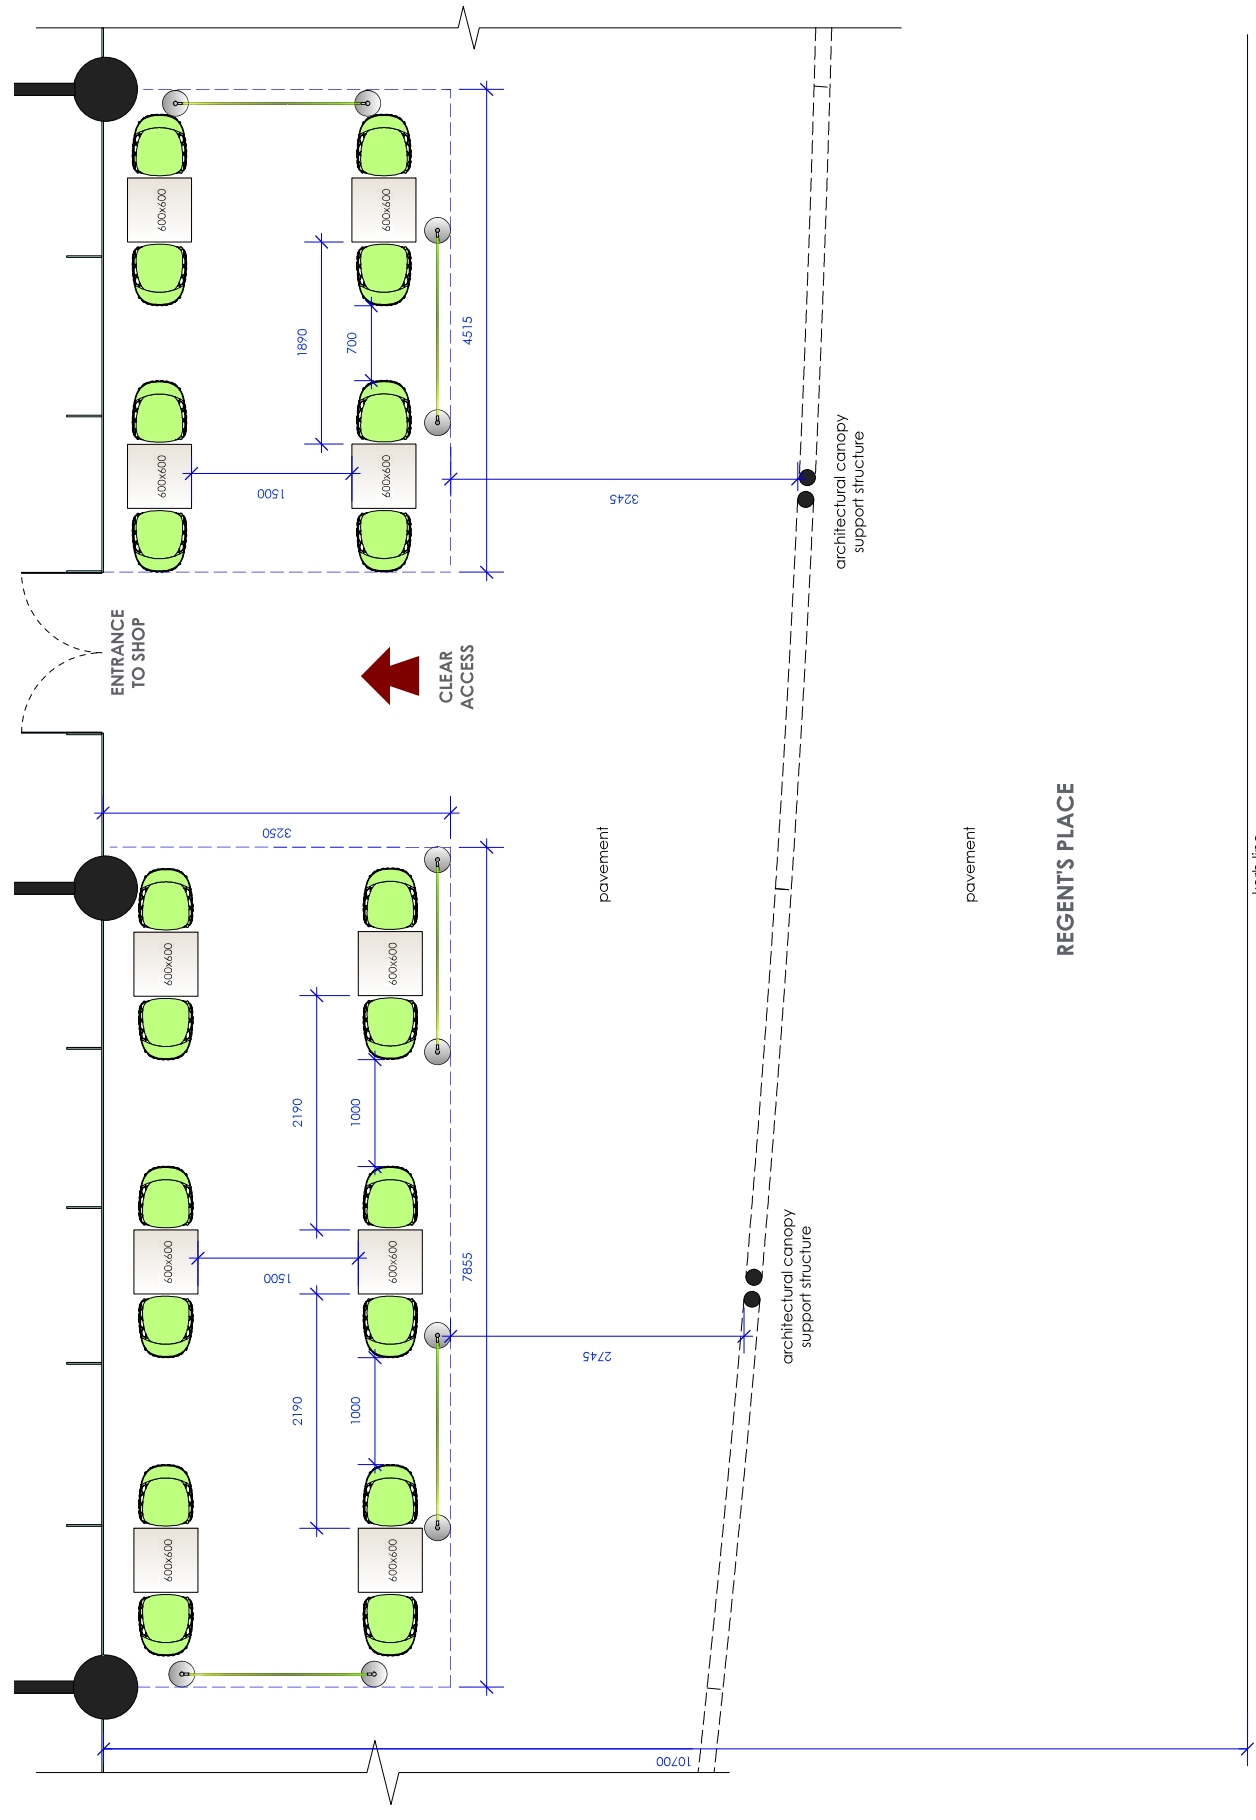 600x600
600x600
1890
700
4515
600x600
600x600
1500
3245
architectural canopy
support structure
ENTRANCE
TO SHOP
CLEAR
ACCESS
3250
pavement
pavement
REGENT'S PLACE
600x600
600x600
2190
1000
600x600
600x600
1500
7855
architectural canopy
support structure
2745
2190
1000
600x600
600x600
10700